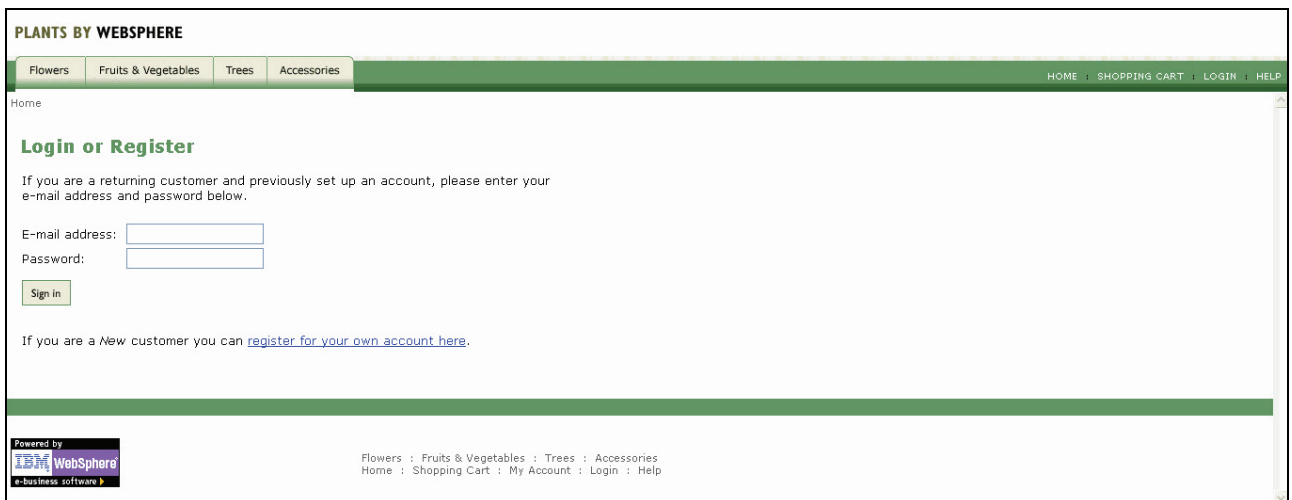 PLANTS BY WEBSPHERE
Flowers Fruits & Vegetables Trees Accessories
HOME : SHOPPING CART : LOGIN : HELP
Home
Login or Register
If you are a returning customer and previously set up an account, please enter your
e-mail address and password below.
E-mail address:
Password:
Sign in
If you are a New customer you can register for your own account here.
Powered by
IBM WebSphere
e-business software
Flowers : Fruits & Vegetables : Trees : Accessories
Home : Shopping Cart : My Account : Login : Help